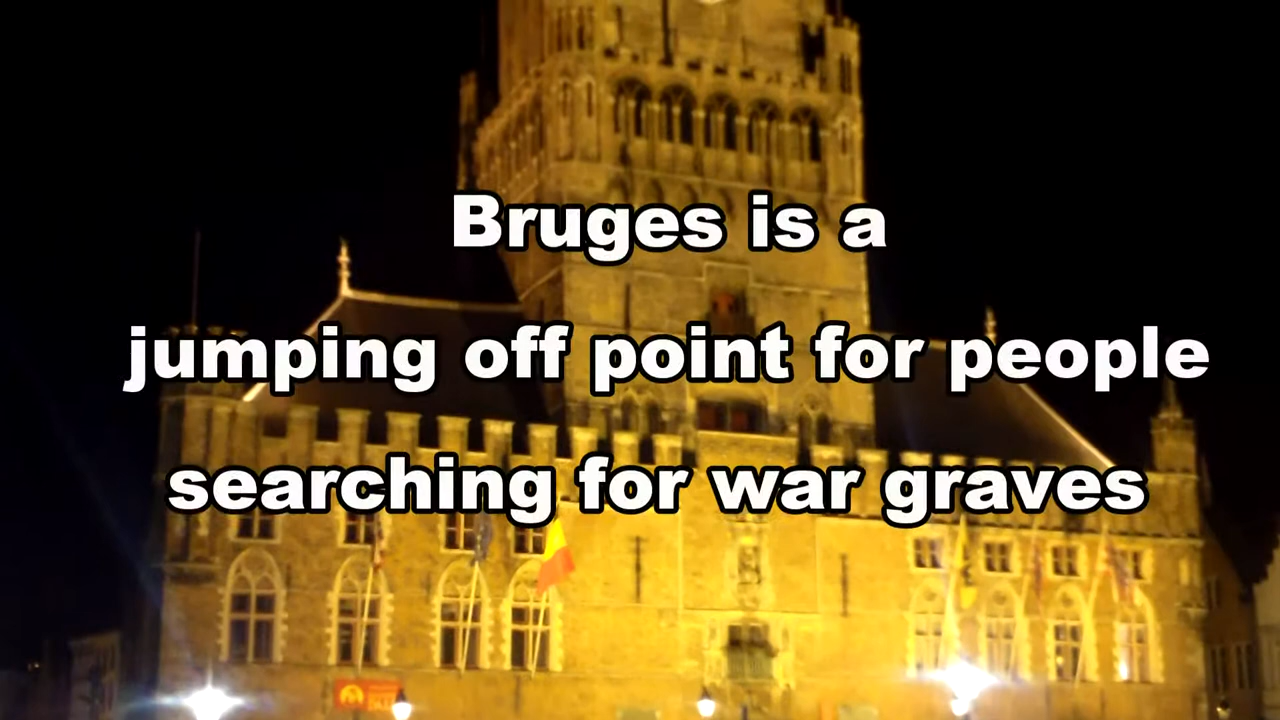 Bruges is a
jumping off point for people
searching for war graves